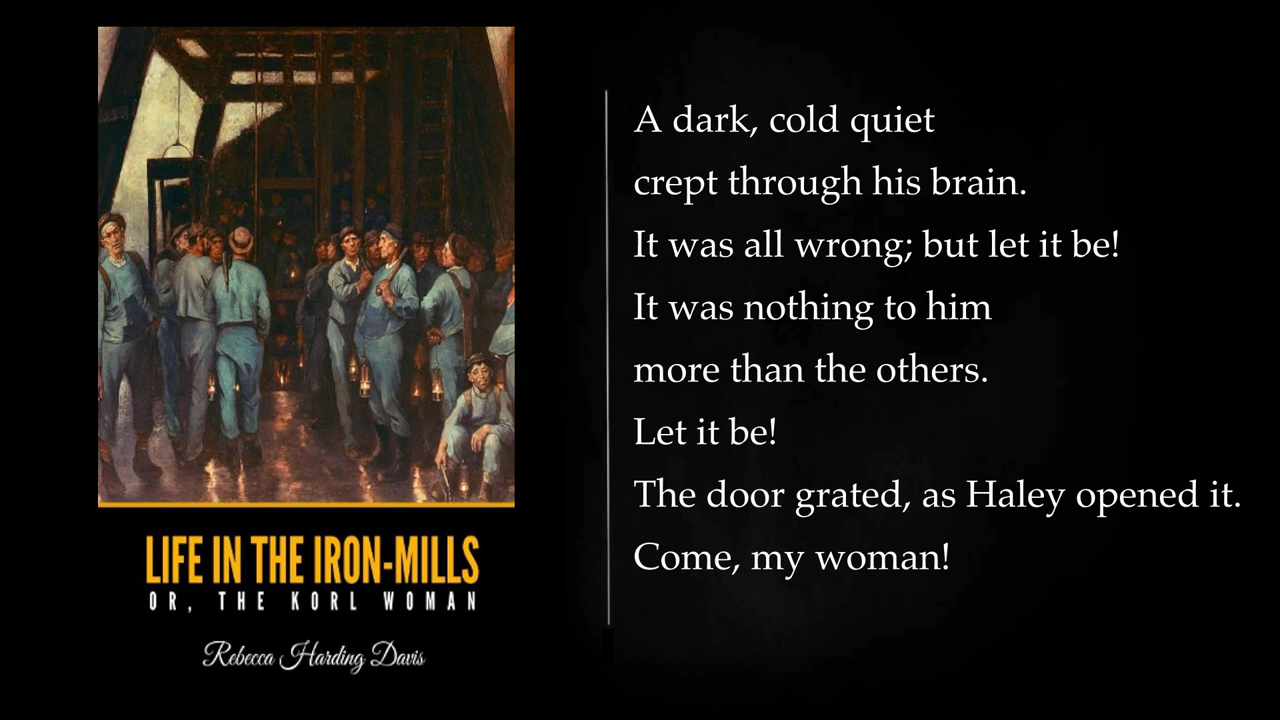 LIFE IN THE IRON-MILLS
OR, THE KORL WOMAN
Rebecca Harding Davis
A dark, cold quiet
crept through his brain.
It was all wrong; but let it be!
It was nothing to him
more than the others.
Let it be!
The door grated, as Haley opened it.
Come, my woman!